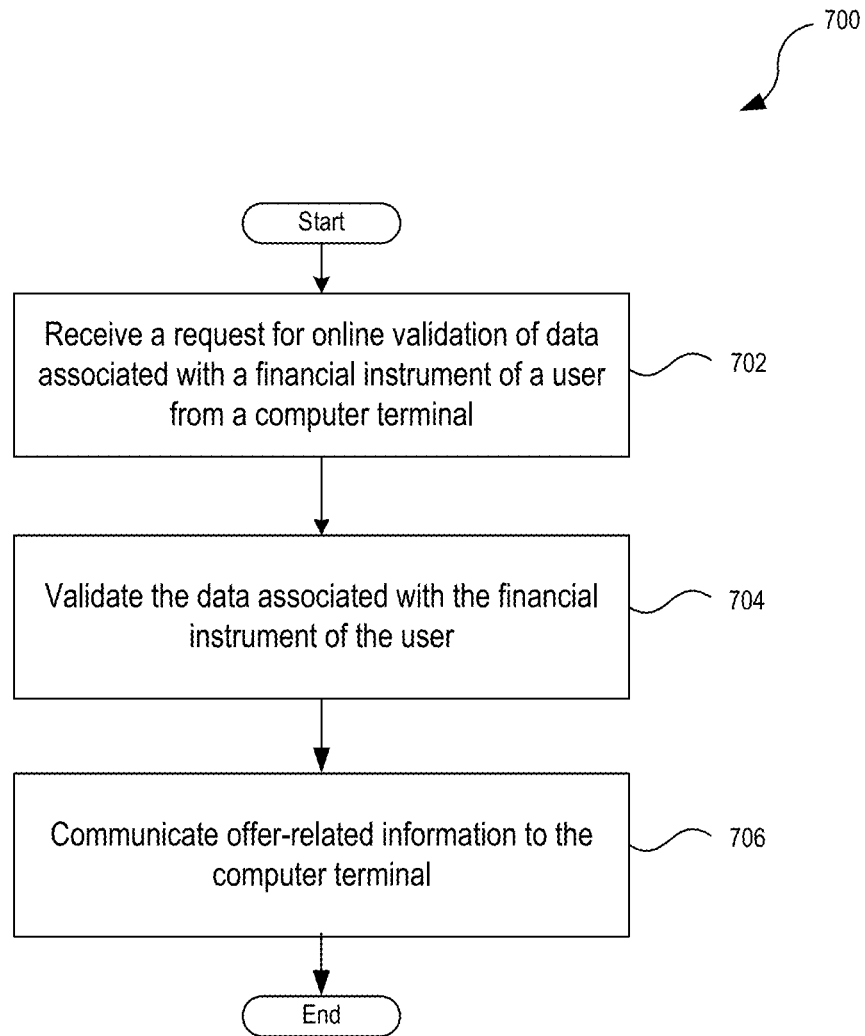 700
Start
Receive a request for online validation of data
associated with a financial instrument of a user
from a computer terminal
702
Validate the data associated with the financial
instrument of the user
704
Communicate offer-related information to the
computer terminal
706
End